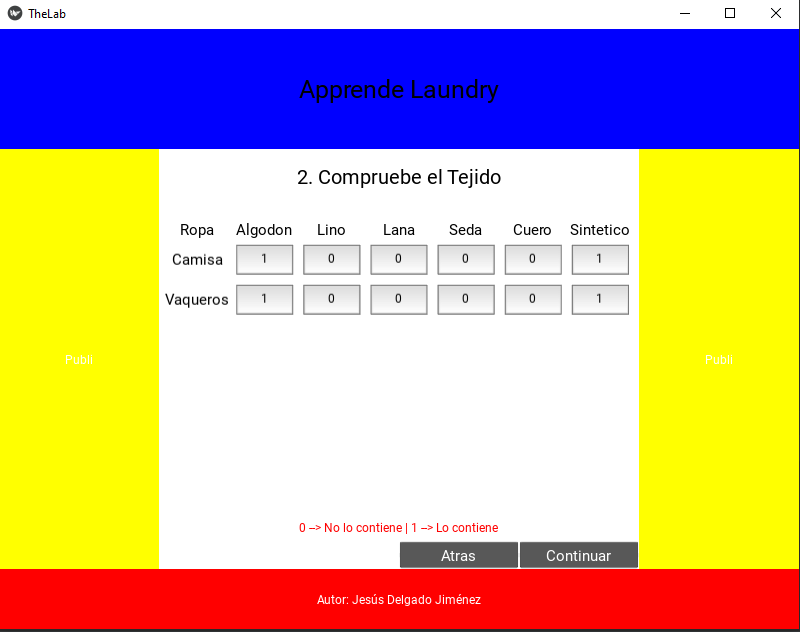 TheLab
Apprende Laundry
2. Compruebe el Tejido
Ropa Algodon Lino Lana Seda Cuero Sintetico
Camisa 1 0 0 0 0 1
Vaqueros 1 0 0 0 0 1
Publi
Publi
0 --> No lo contiene | 1 --> Lo contiene
Atras Continuar
Autor: Jesús Delgado Jiménez